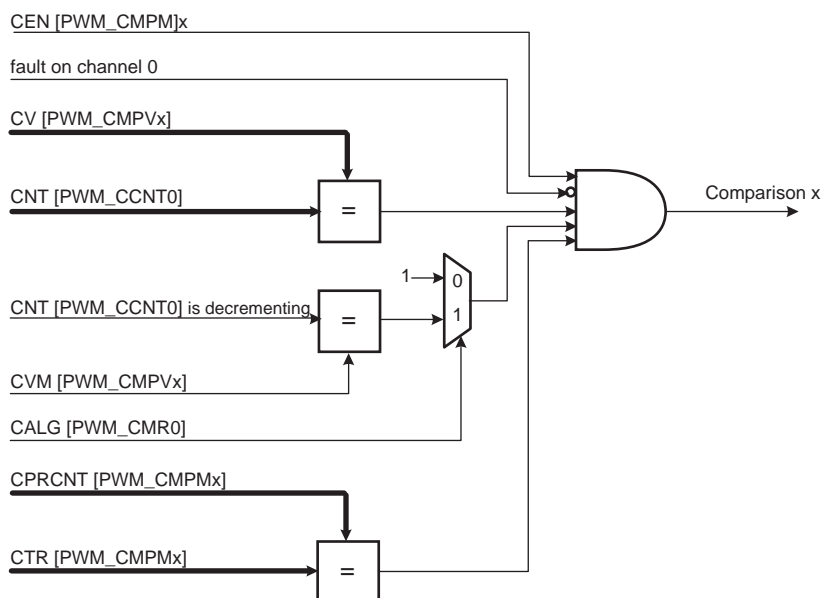 CEN [PWM_CMPM]x
fault on channel 0
CV [PWM_CMPVx]
CNT [PWM_CCNT0]
=
Comparison x
1
0
CNT [PWM_CCNT0] is decrementing
=
1
CVM [PWM_CMPVx]
CALG [PWM_CMR0]
CPRCNT [PWM_CMPMx]
CTR [PWM_CMPMx]
=